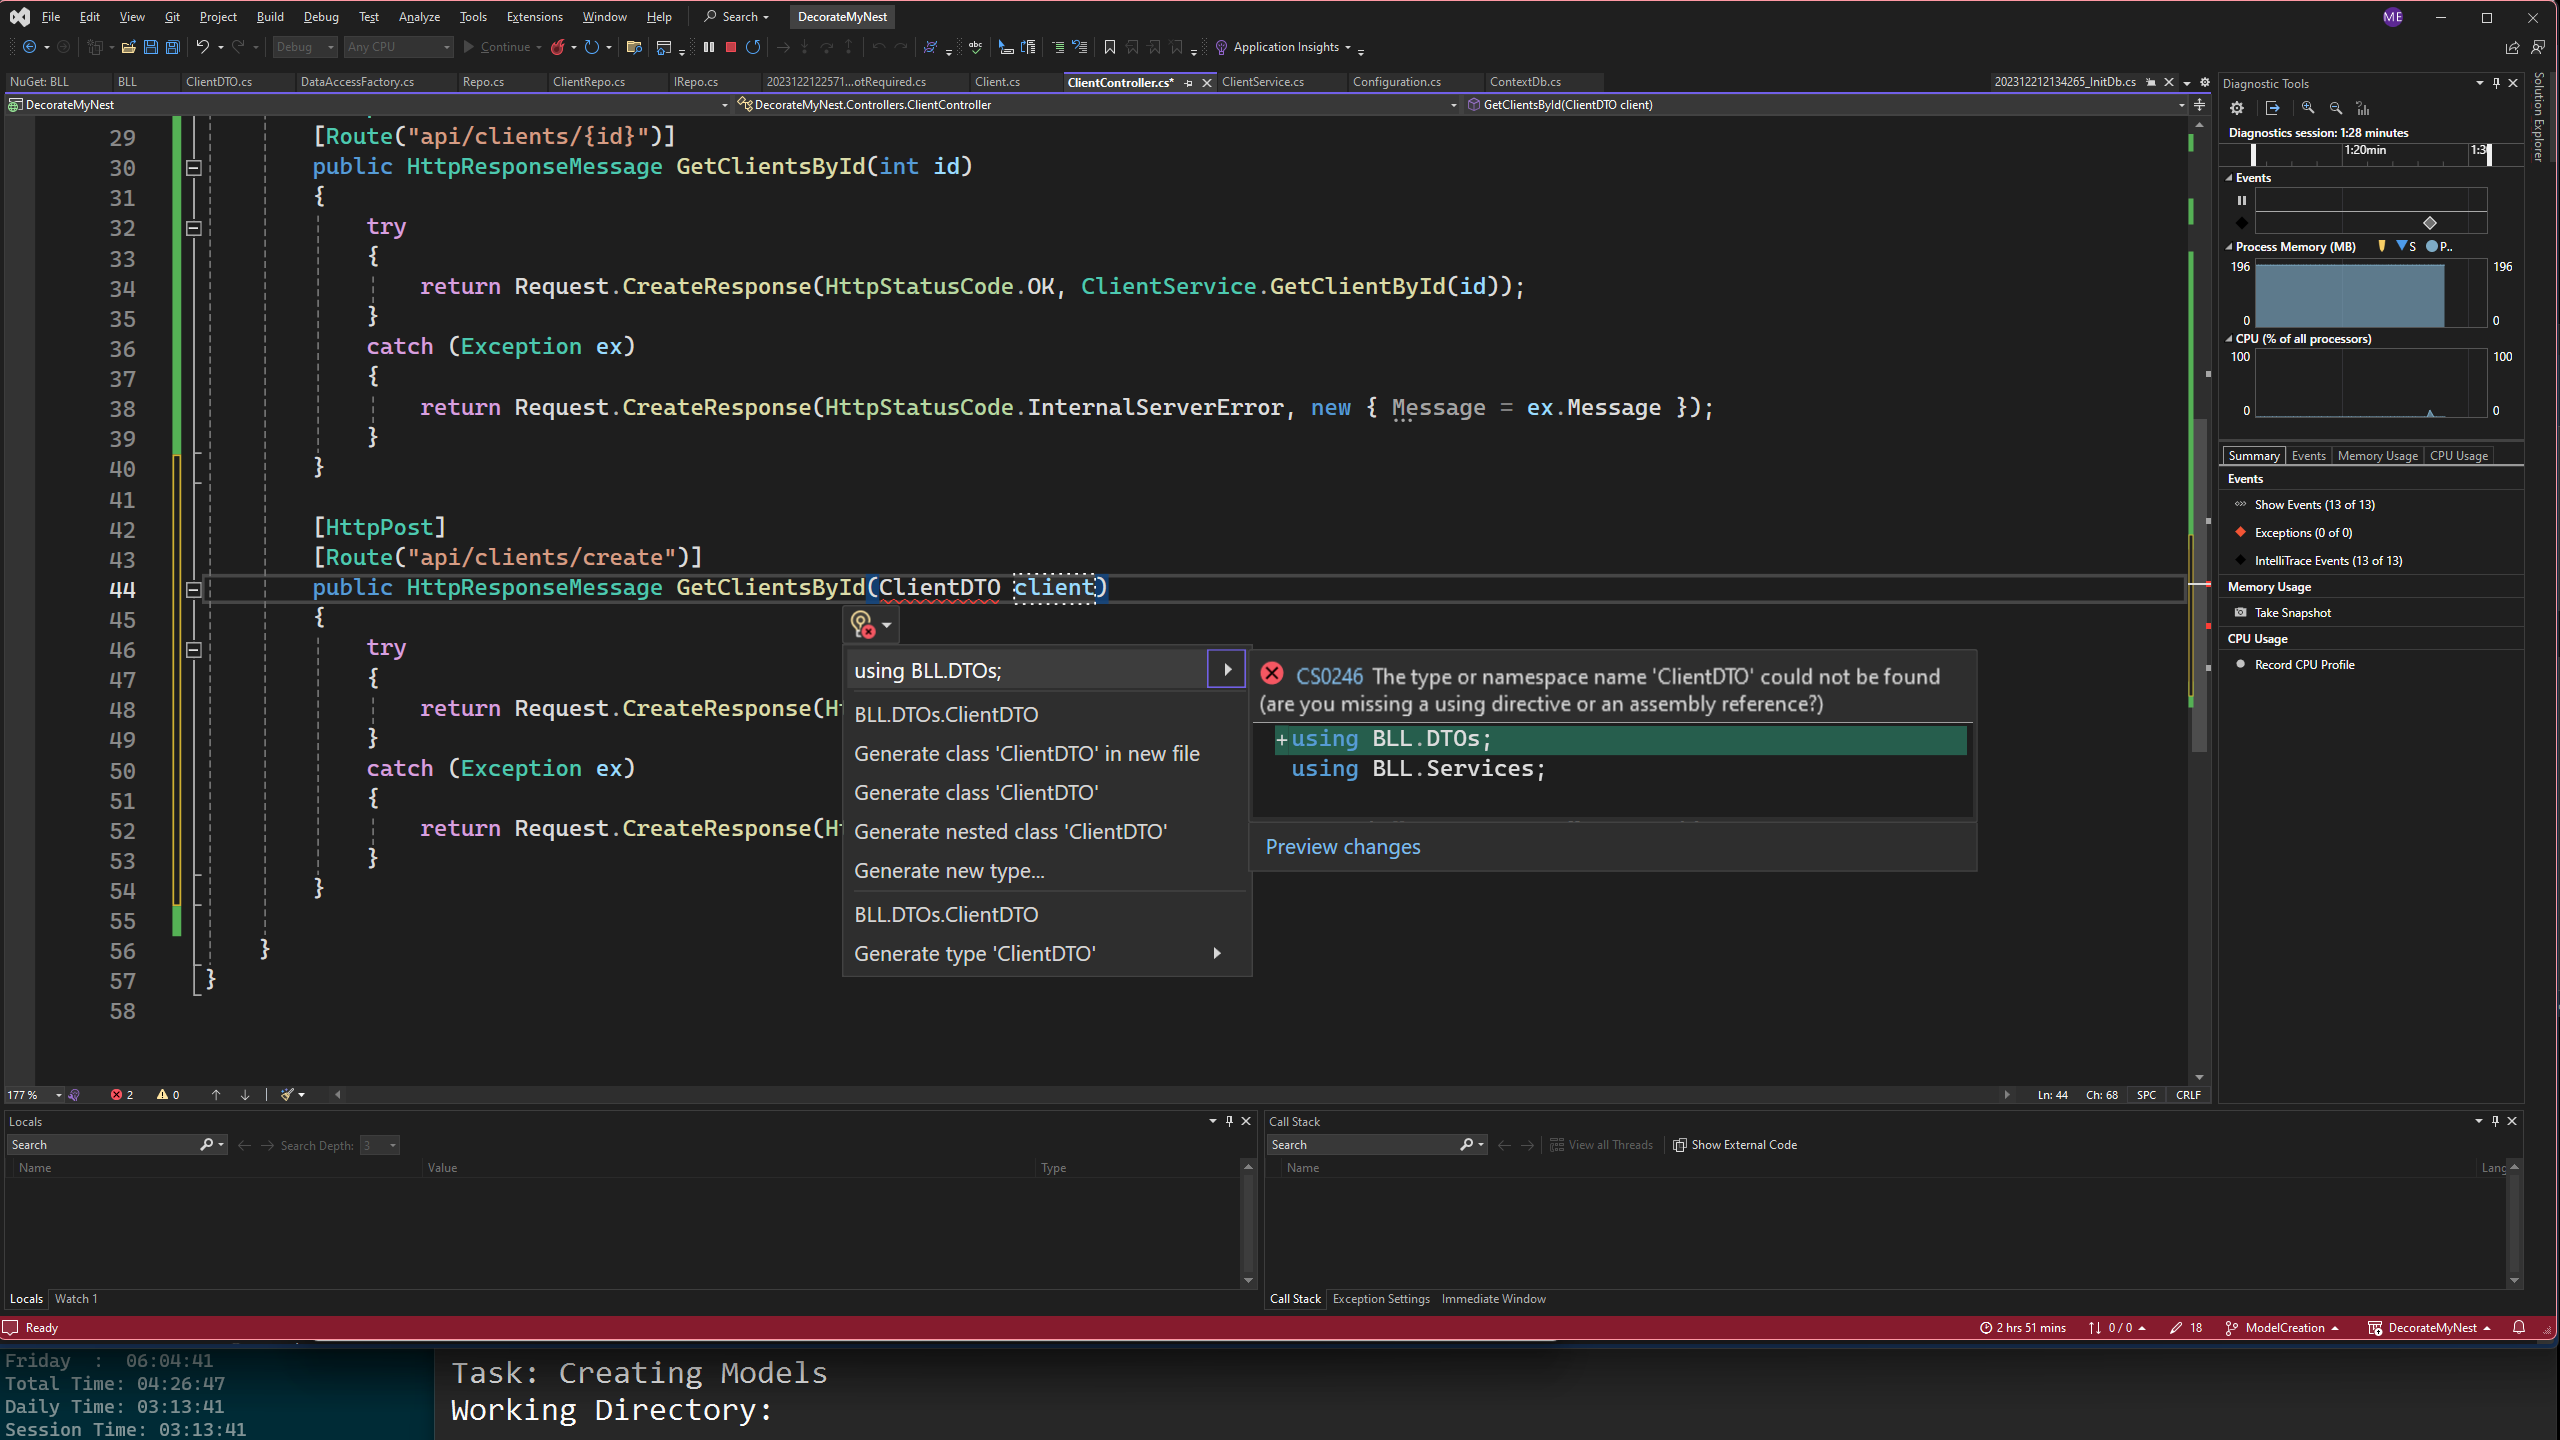 File Edit View Git Project Build Debug Test Analyze Tools Extensions Window Help Search DecorateMyNest ME
Debug Any CPU Continue abc Application Insights
NuGet: BLL BLL ClientDTO.cs DataAccessFactory.cs Repo.cs ClientRepo.cs IRepo.cs 2023122122571...otRequired.cs Client.cs ClientController.cs* ClientService.cs Configuration.cs ContextDb.cs 202312212134265_InitDb.cs
DecorateMyNest DecorateMyNest.Controllers.ClientController GetClientsById(ClientDTO client)
29 [Route("api/clients/{id}")]
30 public HttpResponseMessage GetClientsById(int id)
31 {
32 try
33 {
34 return Request.CreateResponse(HttpStatusCode.OK, ClientService.GetClientById(id));
35 }
36 catch (Exception ex)
37 {
38 return Request.CreateResponse(HttpStatusCode.InternalServerError, new { Message = ex.Message });
39 }
40 }
41
42 [HttpPost]
43 [Route("api/clients/create")]
44 public HttpResponseMessage GetClientsById(ClientDTO client)
45 {
46 try
47 {
48 return Request.CreateResponse(Ht
49 }
50 catch (Exception ex)
51 {
52 return Request.CreateResponse(Ht
53 }
54 }
55
56 }
57 }
58
using BLL.DTOs;
BLL.DTOs.ClientDTO
Generate class 'ClientDTO' in new file
Generate class 'ClientDTO'
Generate nested class 'ClientDTO'
Generate new type...
BLL.DTOs.ClientDTO
Generate type 'ClientDTO'
CS0246 The type or namespace name 'ClientDTO' could not be found
(are you missing a using directive or an assembly reference?)
+using BLL.DTOs;
using BLL.Services;
Preview changes
177 % 2 0 Ln: 44 Ch: 68 SPC CRLF
Diagnostic Tools
Diagnostics session: 1:28 minutes
1:20min 1:3
Events
Process Memory (MB) S P..
196 196
0 0
CPU (% of all processors)
100 100
0 0
Summary Events Memory Usage CPU Usage
Events
Show Events (13 of 13)
Exceptions (0 of 0)
IntelliTrace Events (13 of 13)
Memory Usage
Take Snapshot
CPU Usage
Record CPU Profile
Solution Explorer
Locals
Search Search Depth: 3
Name Value Type
Locals Watch 1
Call Stack
Search View all Threads Show External Code
Name Lang
Call Stack Exception Settings Immediate Window
Ready 2 hrs 51 mins 0 / 0 18 ModelCreation DecorateMyNest
Friday : 06:04:41
Total Time: 04:26:47
Daily Time: 03:13:41
Session Time: 03:13:41
Task: Creating Models
Working Directory: